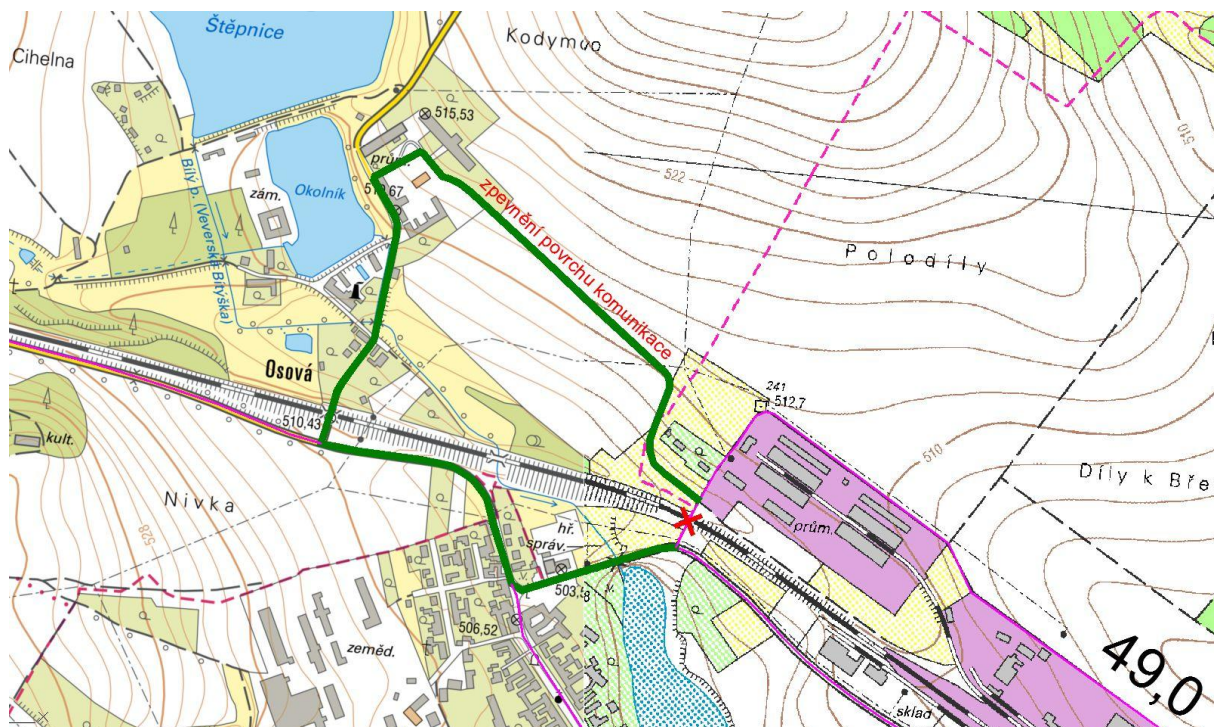 Štěpnice
Kodymuo
Cihelna
515,53
510
prům.
522
zpevnění povrchu komunikace
Bílý p. (Veverská Bítýška)
zám.
Okolník
Polodíly
Osová
241
512,7
510,43
kult.
510
Díly k Bře
Nivka
528
prům.
hř.
správ.
503,8
506,52
zeměd.
49,0
sklad